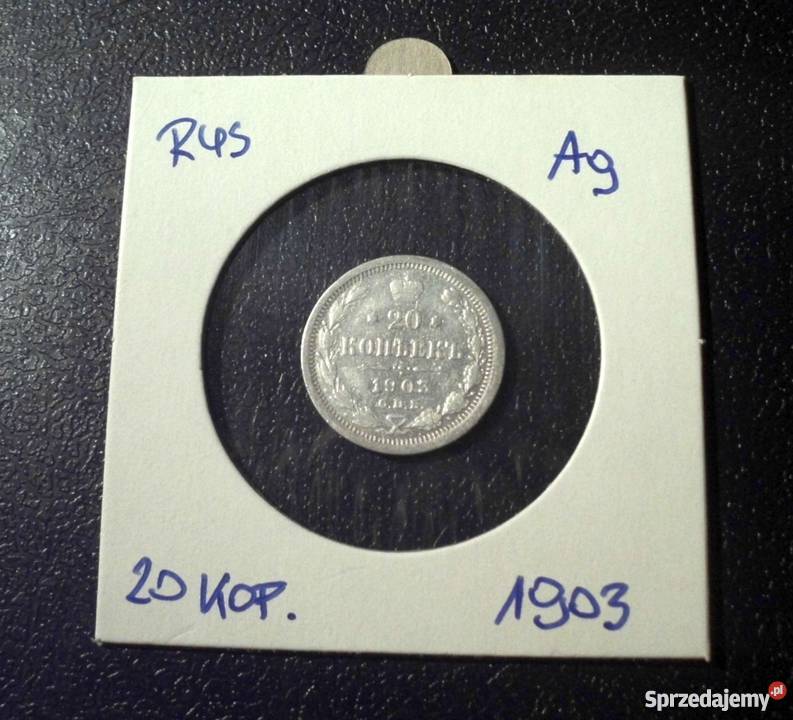 RUS
Ag
20
КОПѢЕКЪ
1903
С.П.Б.
20 KOP.
1903
Sprzedajemy.pl